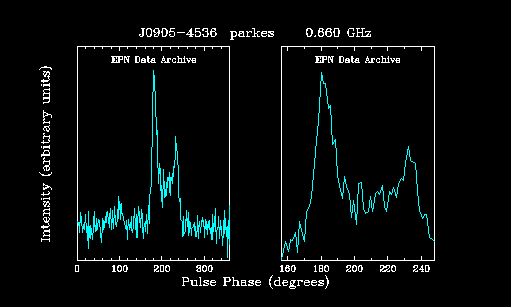 J0905-4536 parkes 0.660 GHz
EPN Data Archive
EPN Data Archive
Intensity (arbitrary units)
0 100 200 300
160 180 200 220 240
Pulse Phase (degrees)